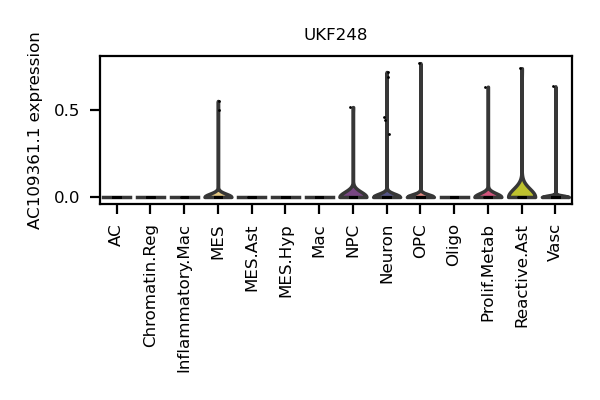 UKF248
AC109361.1 expression
0.5
0.0
AC
Chromatin.Reg
Inflammatory.Mac
MES
MES.Ast
MES.Hyp
Mac
NPC
Neuron
OPC
Oligo
Prolif.Metab
Reactive.Ast
Vasc